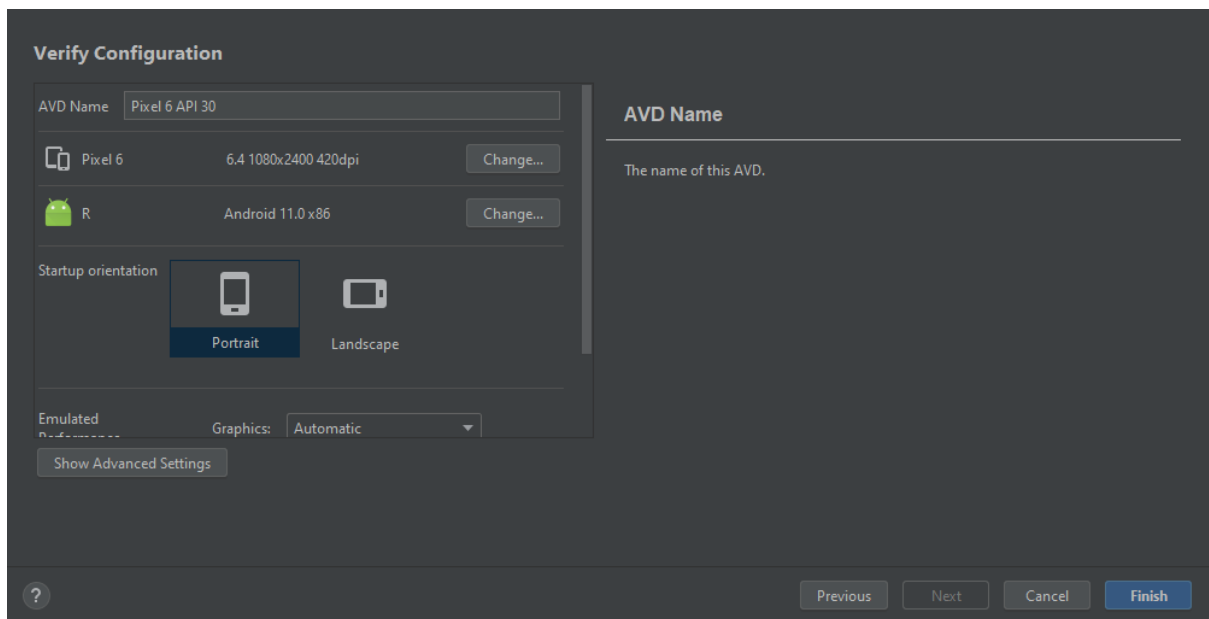 Verify Configuration
AVD Name Pixel 6 API 30
Pixel 6 6.4 1080x2400 420dpi Change...
R Android 11.0 x86 Change...
Startup orientation
Portrait Landscape
Emulated
Performance
Graphics: Automatic
Show Advanced Settings
AVD Name
The name of this AVD.
? Previous Next Cancel Finish